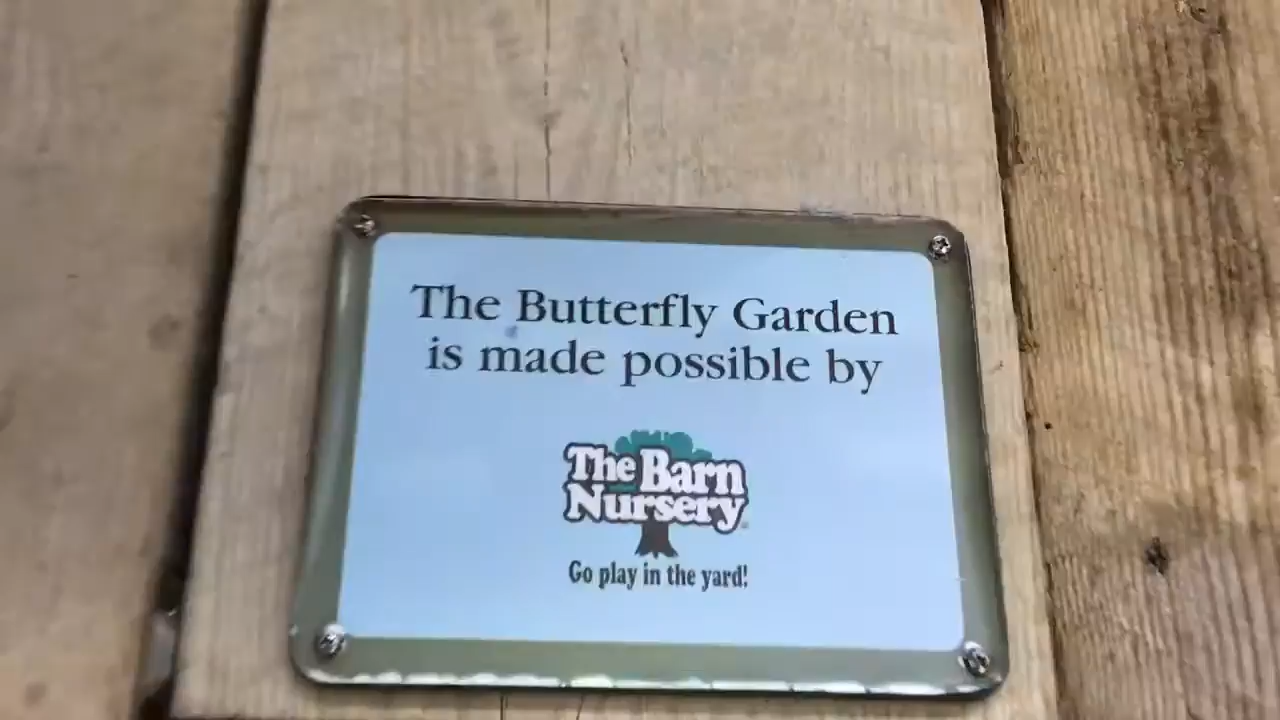 The Butterfly Garden
is made possible by
The Barn
Nursery
Go play in the yard!